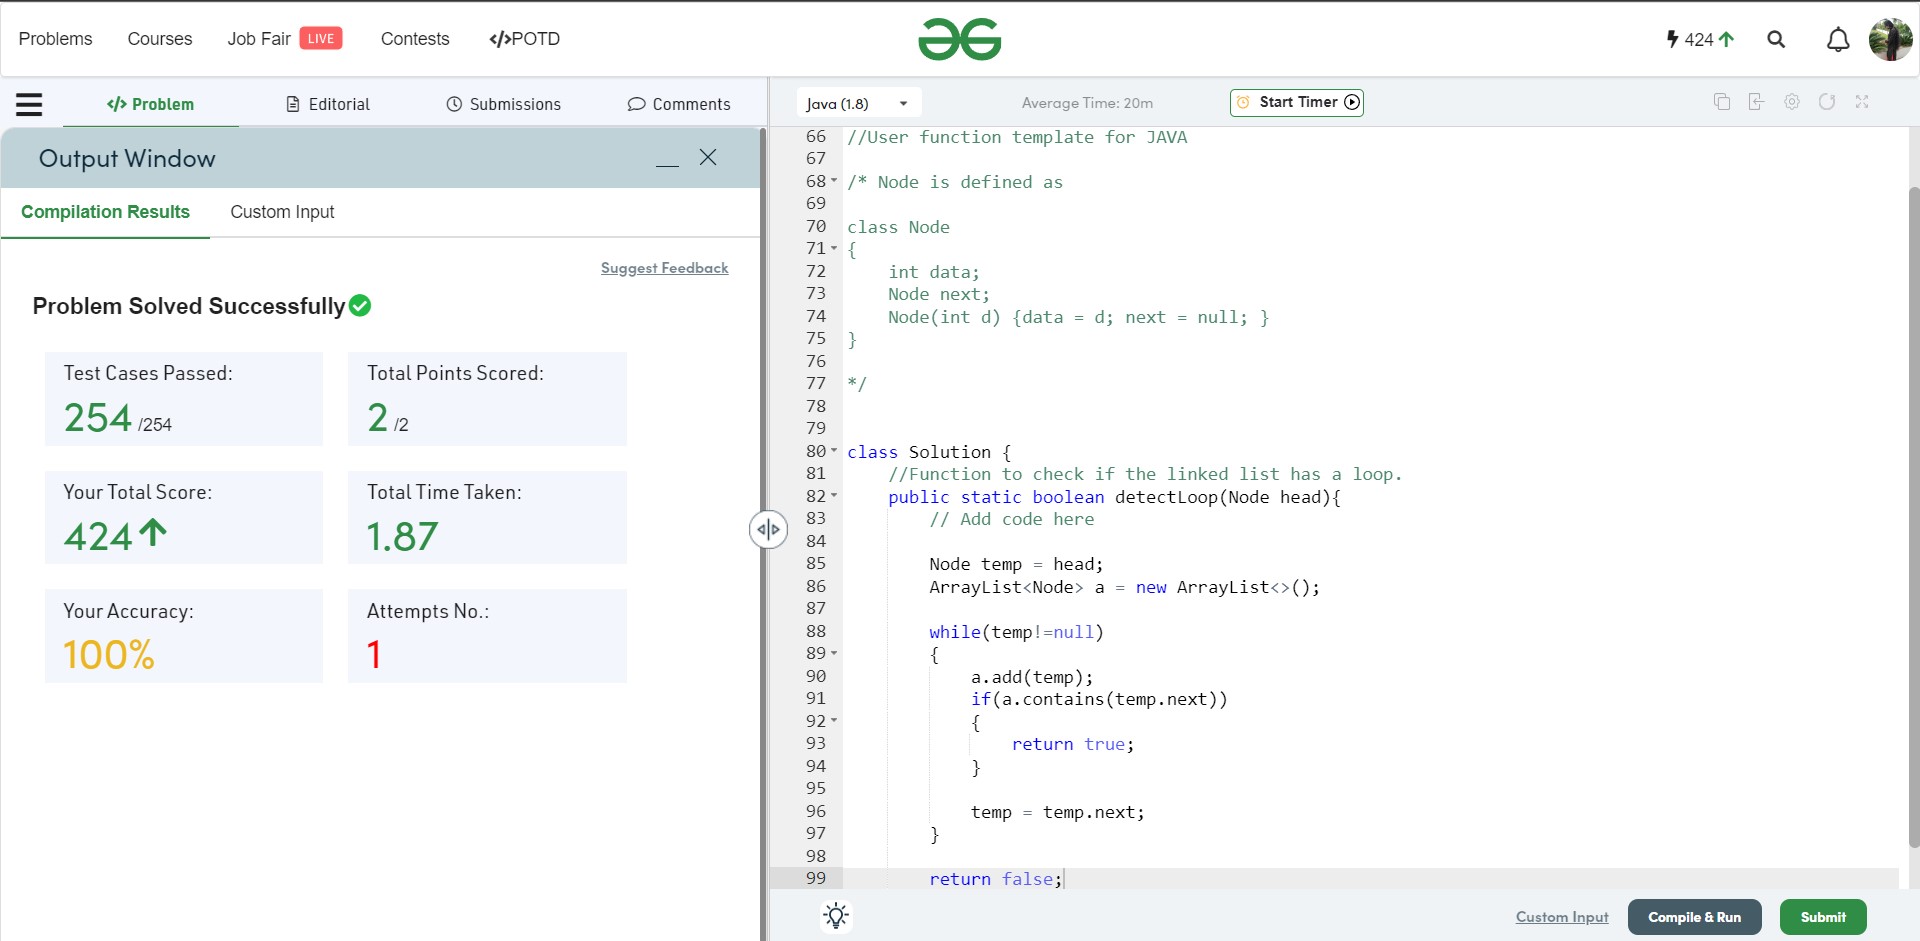 Problems Courses Job Fair LIVE Contests </>POTD
424
</> Problem Editorial Submissions Comments
Output Window
Compilation Results Custom Input
Suggest Feedback
Problem Solved Successfully
Test Cases Passed: Total Points Scored:
254 /254 2 /2
Your Total Score: Total Time Taken:
424 1.87
Your Accuracy: Attempts No.:
100% 1
Java (1.8) Average Time: 20m Start Timer
66 //User function template for JAVA
67
68 /* Node is defined as
69
70 class Node
71 {
72     int data;
73     Node next;
74     Node(int d) {data = d; next = null; }
75 }
76
77 */
78
79
80 class Solution {
81     //Function to check if the linked list has a loop.
82     public static boolean detectLoop(Node head){
83         // Add code here
84
85         Node temp = head;
86         ArrayList<Node> a = new ArrayList<>();
87
88         while(temp!=null)
89         {
90             a.add(temp);
91             if(a.contains(temp.next))
92             {
93                 return true;
94             }
95
96             temp = temp.next;
97         }
98
99         return false;
Custom Input Compile & Run Submit